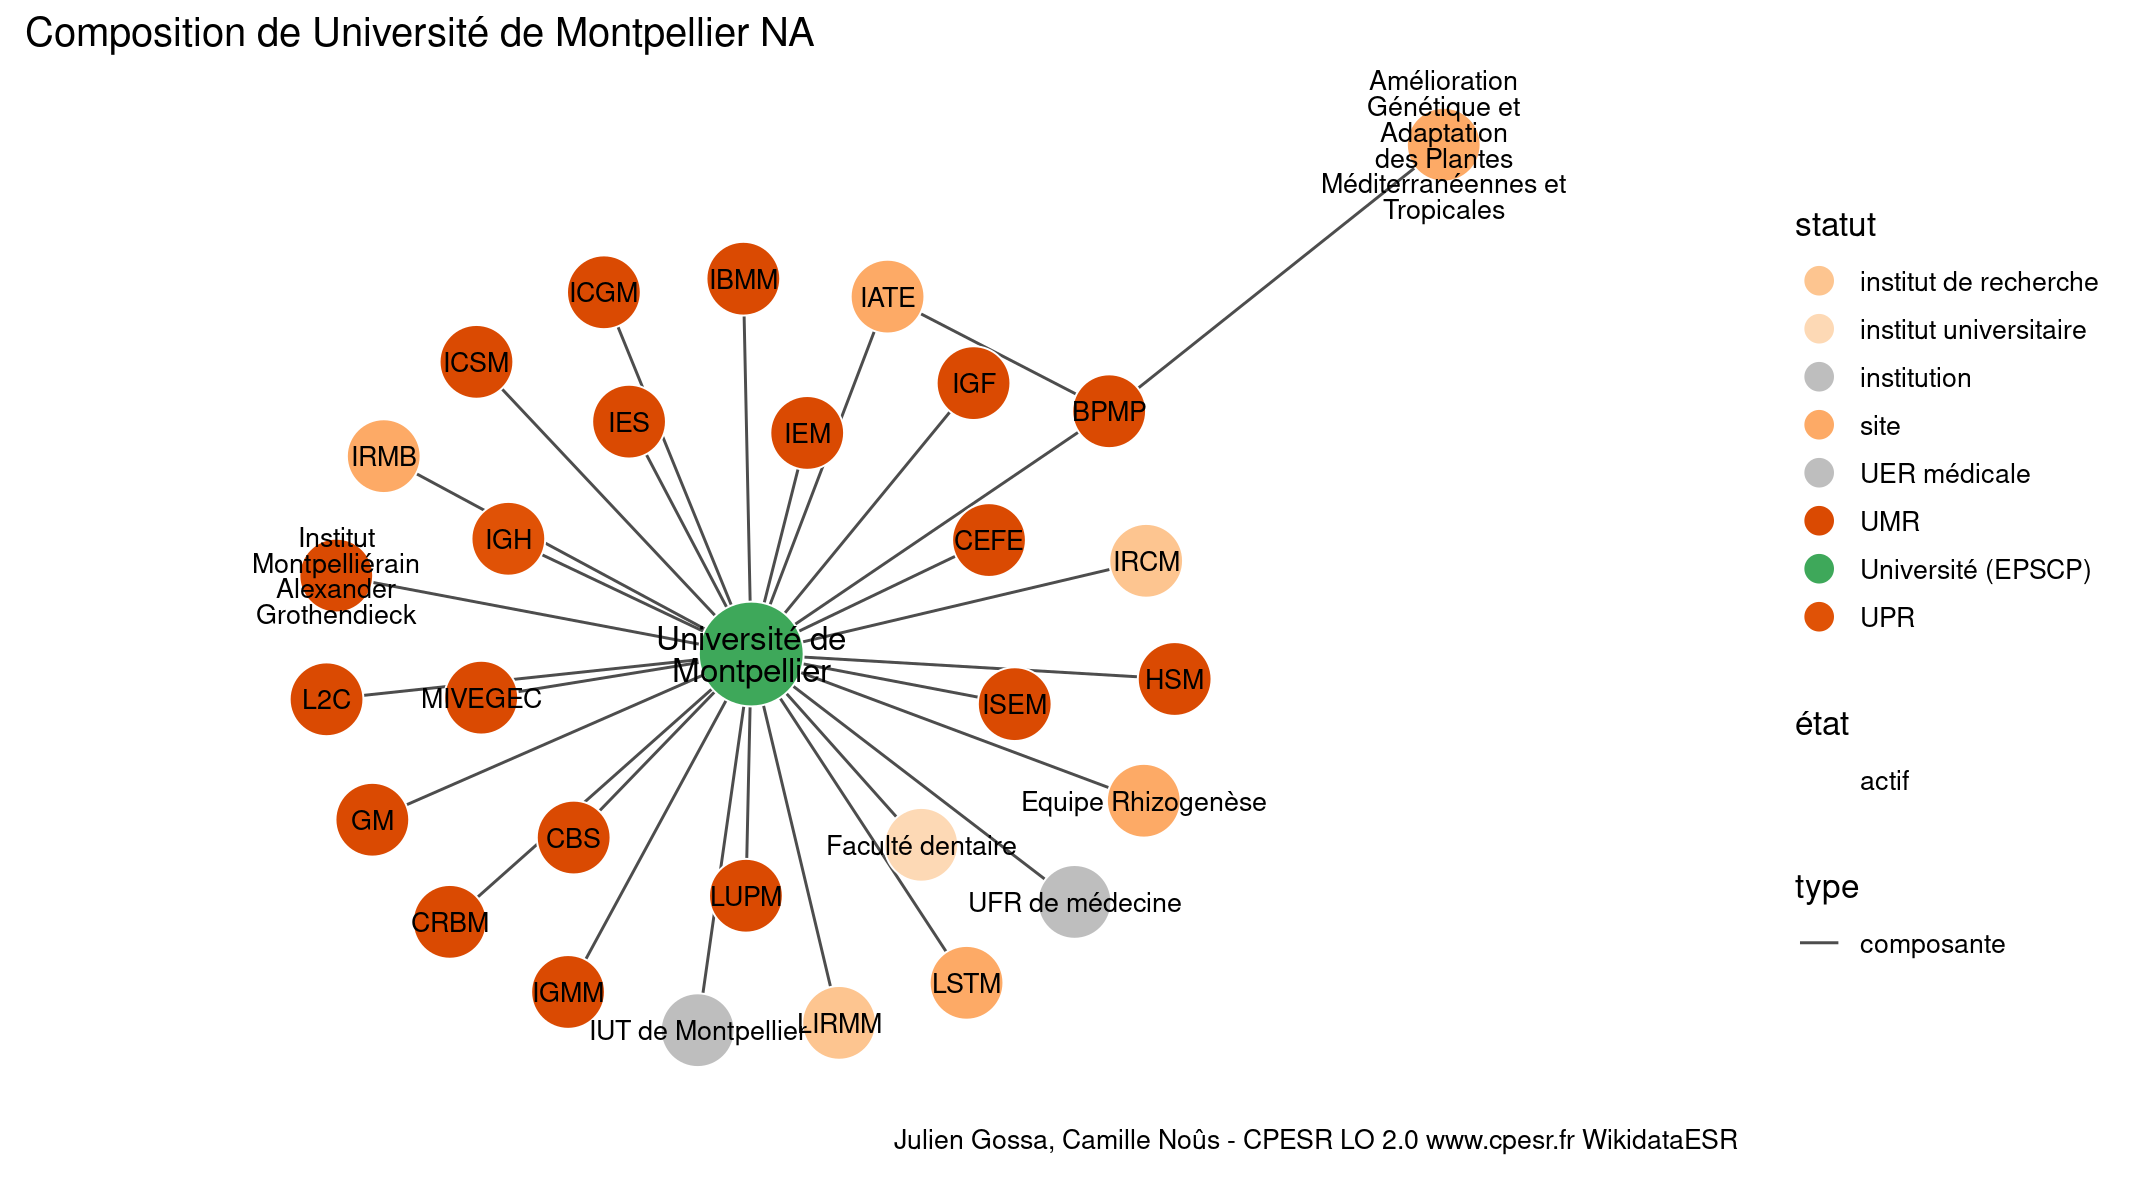 Composition de Université de Montpellier NA
Amélioration
Génétique et
Adaptation
des Plantes
Méditerranéennes et
Tropicales
ICGM
IBMM
IATE
ICSM
IES
IEM
IGF
BPMP
IRMB
IGH
CEFE
IRCM
Institut
Montpelliérain
Alexander
Grothendieck
Université de
Montpellier
L2C
MIVEGEC
ISEM
HSM
GM
CBS
Equipe Rhizogenèse
Faculté dentaire
CRBM
LUPM
UFR de médecine
IGMM
IUT de Montpellier
LIRMM
LSTM
statut
institut de recherche
institut universitaire
institution
site
UER médicale
UMR
Université (EPSCP)
UPR
état
actif
type
composante
Julien Gossa, Camille Noûs - CPESR LO 2.0 www.cpesr.fr WikidataESR